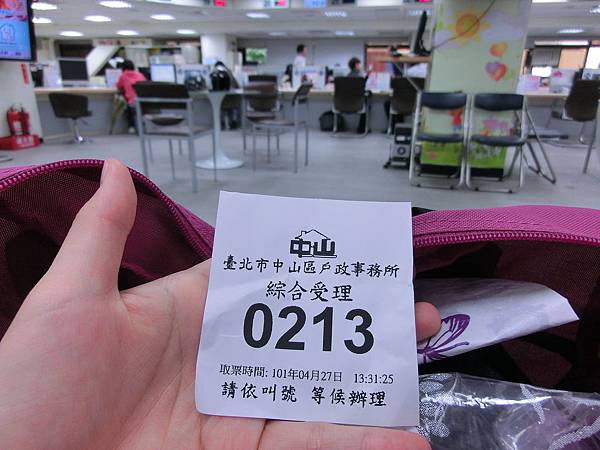 中山
臺北市中山區戶政事務所
綜合受理
0213
取票時間: 101年04月27日 13:31:25
請依叫號 等候辦理